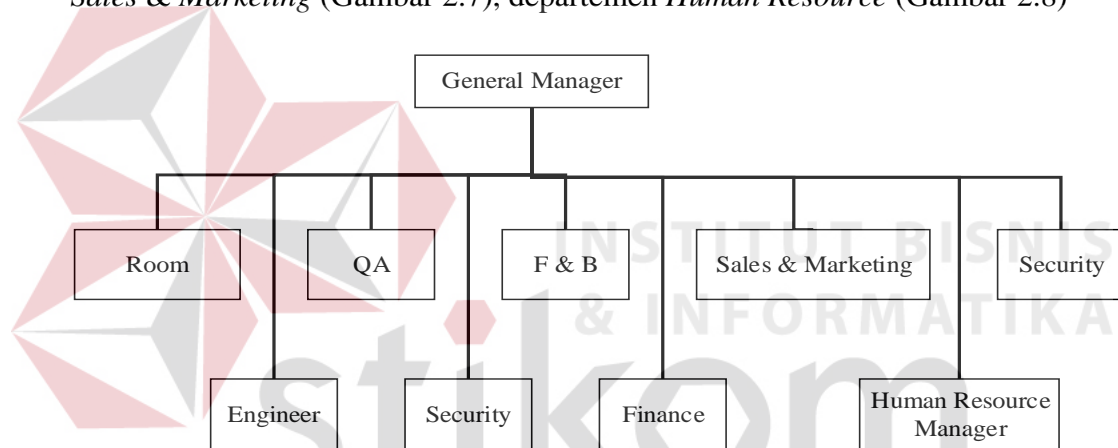 Sales & Marketing (Gambar 2.7), departemen Human Resource (Gambar 2.8)
General Manager
Room
QA
F & B
Sales & Marketing
Security
Engineer
Security
Finance
Human Resource
Manager
INSTITUT BISNIS
& INFORMATIKA
stikom